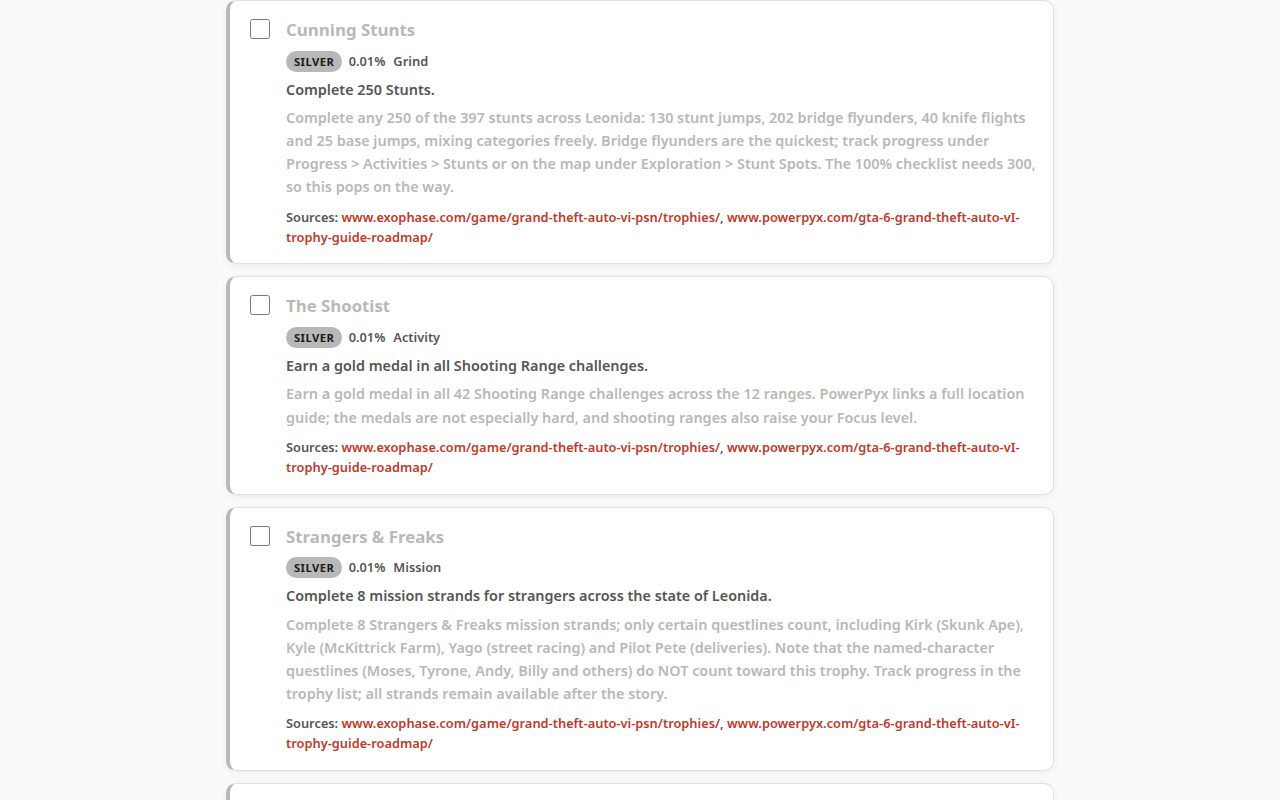 Cunning Stunts
SILVER 0.01% Grind
Complete 250 Stunts.
Complete any 250 of the 397 stunts across Leonida: 130 stunt jumps, 202 bridge flyunders, 40 knife flights
and 25 base jumps, mixing categories freely. Bridge flyunders are the quickest; track progress under
Progress > Activities > Stunts or on the map under Exploration > Stunt Spots. The 100% checklist needs 300,
so this pops on the way.
Sources: www.exophase.com/game/grand-theft-auto-vi-psn/trophies/, www.powerpyx.com/gta-6-grand-theft-auto-vI-
trophy-guide-roadmap/
The Shootist
SILVER 0.01% Activity
Earn a gold medal in all Shooting Range challenges.
Earn a gold medal in all 42 Shooting Range challenges across the 12 ranges. PowerPyx links a full location
guide; the medals are not especially hard, and shooting ranges also raise your Focus level.
Sources: www.exophase.com/game/grand-theft-auto-vi-psn/trophies/, www.powerpyx.com/gta-6-grand-theft-auto-vI-
trophy-guide-roadmap/
Strangers & Freaks
SILVER 0.01% Mission
Complete 8 mission strands for strangers across the state of Leonida.
Complete 8 Strangers & Freaks mission strands; only certain questlines count, including Kirk (Skunk Ape),
Kyle (McKittrick Farm), Yago (street racing) and Pilot Pete (deliveries). Note that the named-character
questlines (Moses, Tyrone, Andy, Billy and others) do NOT count toward this trophy. Track progress in the
trophy list; all strands remain available after the story.
Sources: www.exophase.com/game/grand-theft-auto-vi-psn/trophies/, www.powerpyx.com/gta-6-grand-theft-auto-vI-
trophy-guide-roadmap/